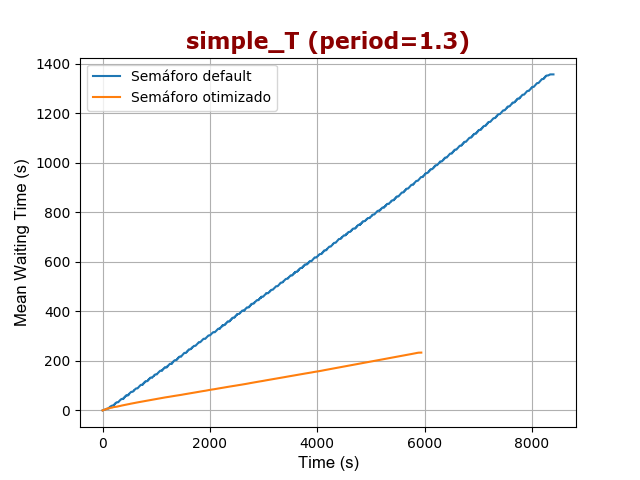 simple_T (period=1.3)
Semáforo default
Semáforo otimizado
1400
1200
1000
800
600
400
200
0
Mean Waiting Time (s)
0 2000 4000 6000 8000
Time (s)